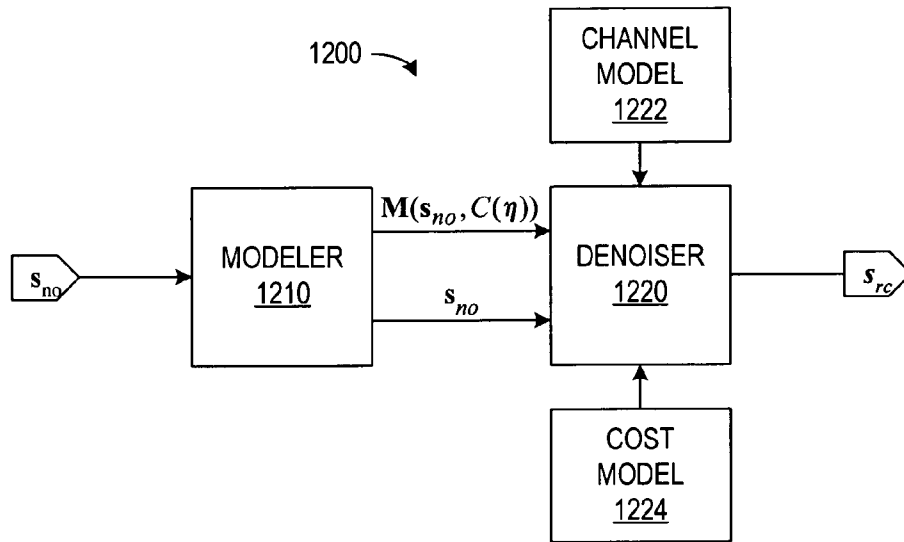 1200
CHANNEL
MODEL
1222
s_no
MODELER
1210
M(s_no, C(η))
s_no
DENOISER
1220
s_rc
COST
MODEL
1224